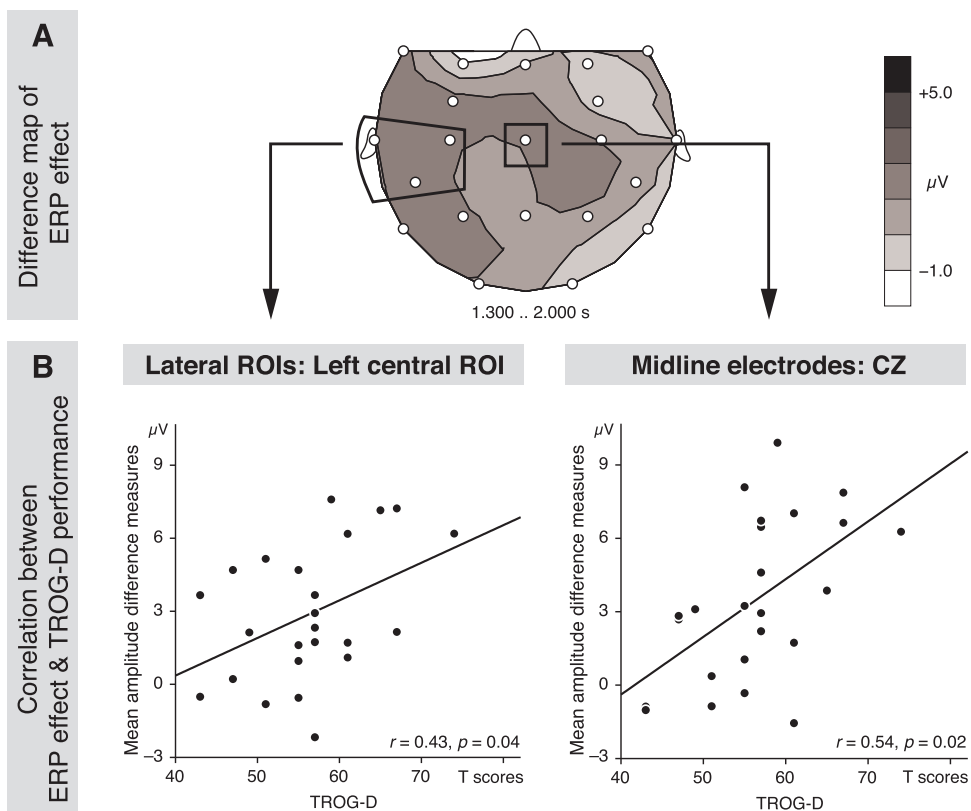 A
Difference map of
ERP effect
+5.0
µV
−1.0
1.300 .. 2.000 s
B
Correlation between
ERP effect & TROG-D performance
Lateral ROIs: Left central ROI
µV
Mean amplitude difference measures
9
6
3
0
−3
r = 0.43, p = 0.04
40 50 60 70 T scores
TROG-D
Midline electrodes: CZ
µV
Mean amplitude difference measures
9
6
3
0
−3
r = 0.54, p = 0.02
40 50 60 70 T scores
TROG-D